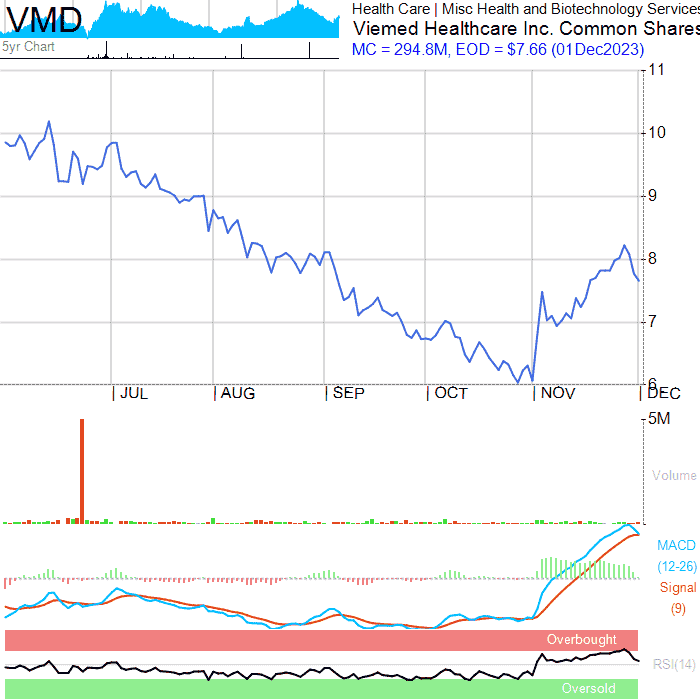 VMD
Health Care | Misc Health and Biotechnology Services
Viemed Healthcare Inc. Common Shares
5yr Chart
MC = 294.8M, EOD = $7.66 (01Dec2023)
11
10
9
8
7
6
JUL AUG SEP OCT NOV DEC
5M
Volume
MACD
(12-26)
Signal
(9)
Overbought
RSI(14)
Oversold